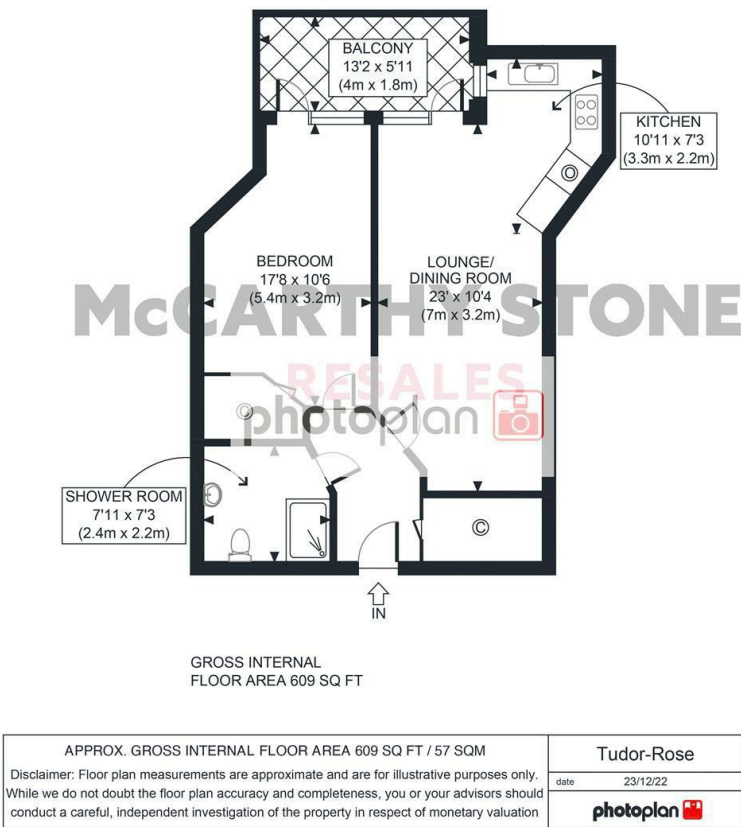 BALCONY
13'2 x 5'11
(4m x 1.8m)
KITCHEN
10'11 x 7'3
(3.3m x 2.2m)
BEDROOM
17'8 x 10'6
(5.4m x 3.2m)
LOUNGE/
DINING ROOM
23' x 10'4
(7m x 3.2m)
McCARTHY STONE
RESALES
photoplan
C
C
SHOWER ROOM
7'11 x 7'3
(2.4m x 2.2m)
IN
GROSS INTERNAL
FLOOR AREA 609 SQ FT
APPROX. GROSS INTERNAL FLOOR AREA 609 SQ FT / 57 SQM
Disclaimer: Floor plan measurements are approximate and are for illustrative purposes only.
While we do not doubt the floor plan accuracy and completeness, you or your advisors should
conduct a careful, independent investigation of the property in respect of monetary valuation
Tudor-Rose
date 23/12/22
photoplan